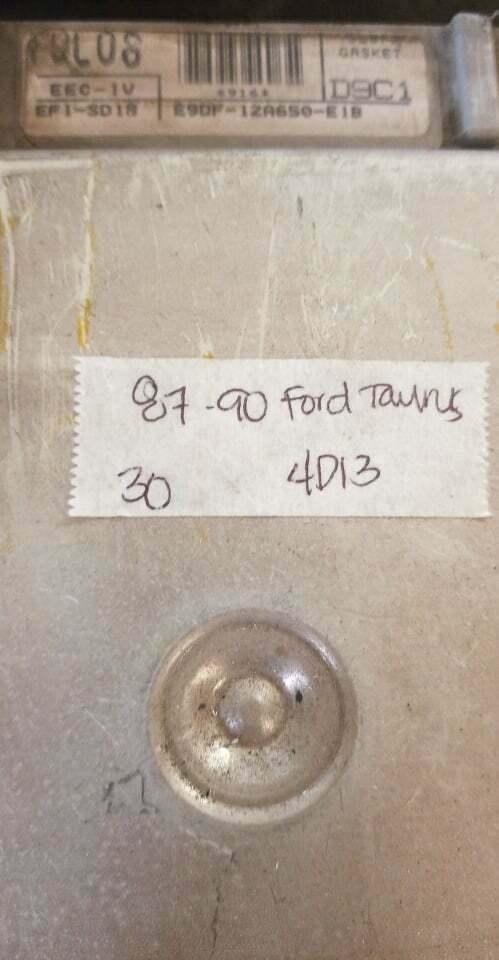 GASKET
EEC-IV
D9C1
EFI-SD18 E9DF-12A650-E1B
87-90 Ford Taurus
30 4D13